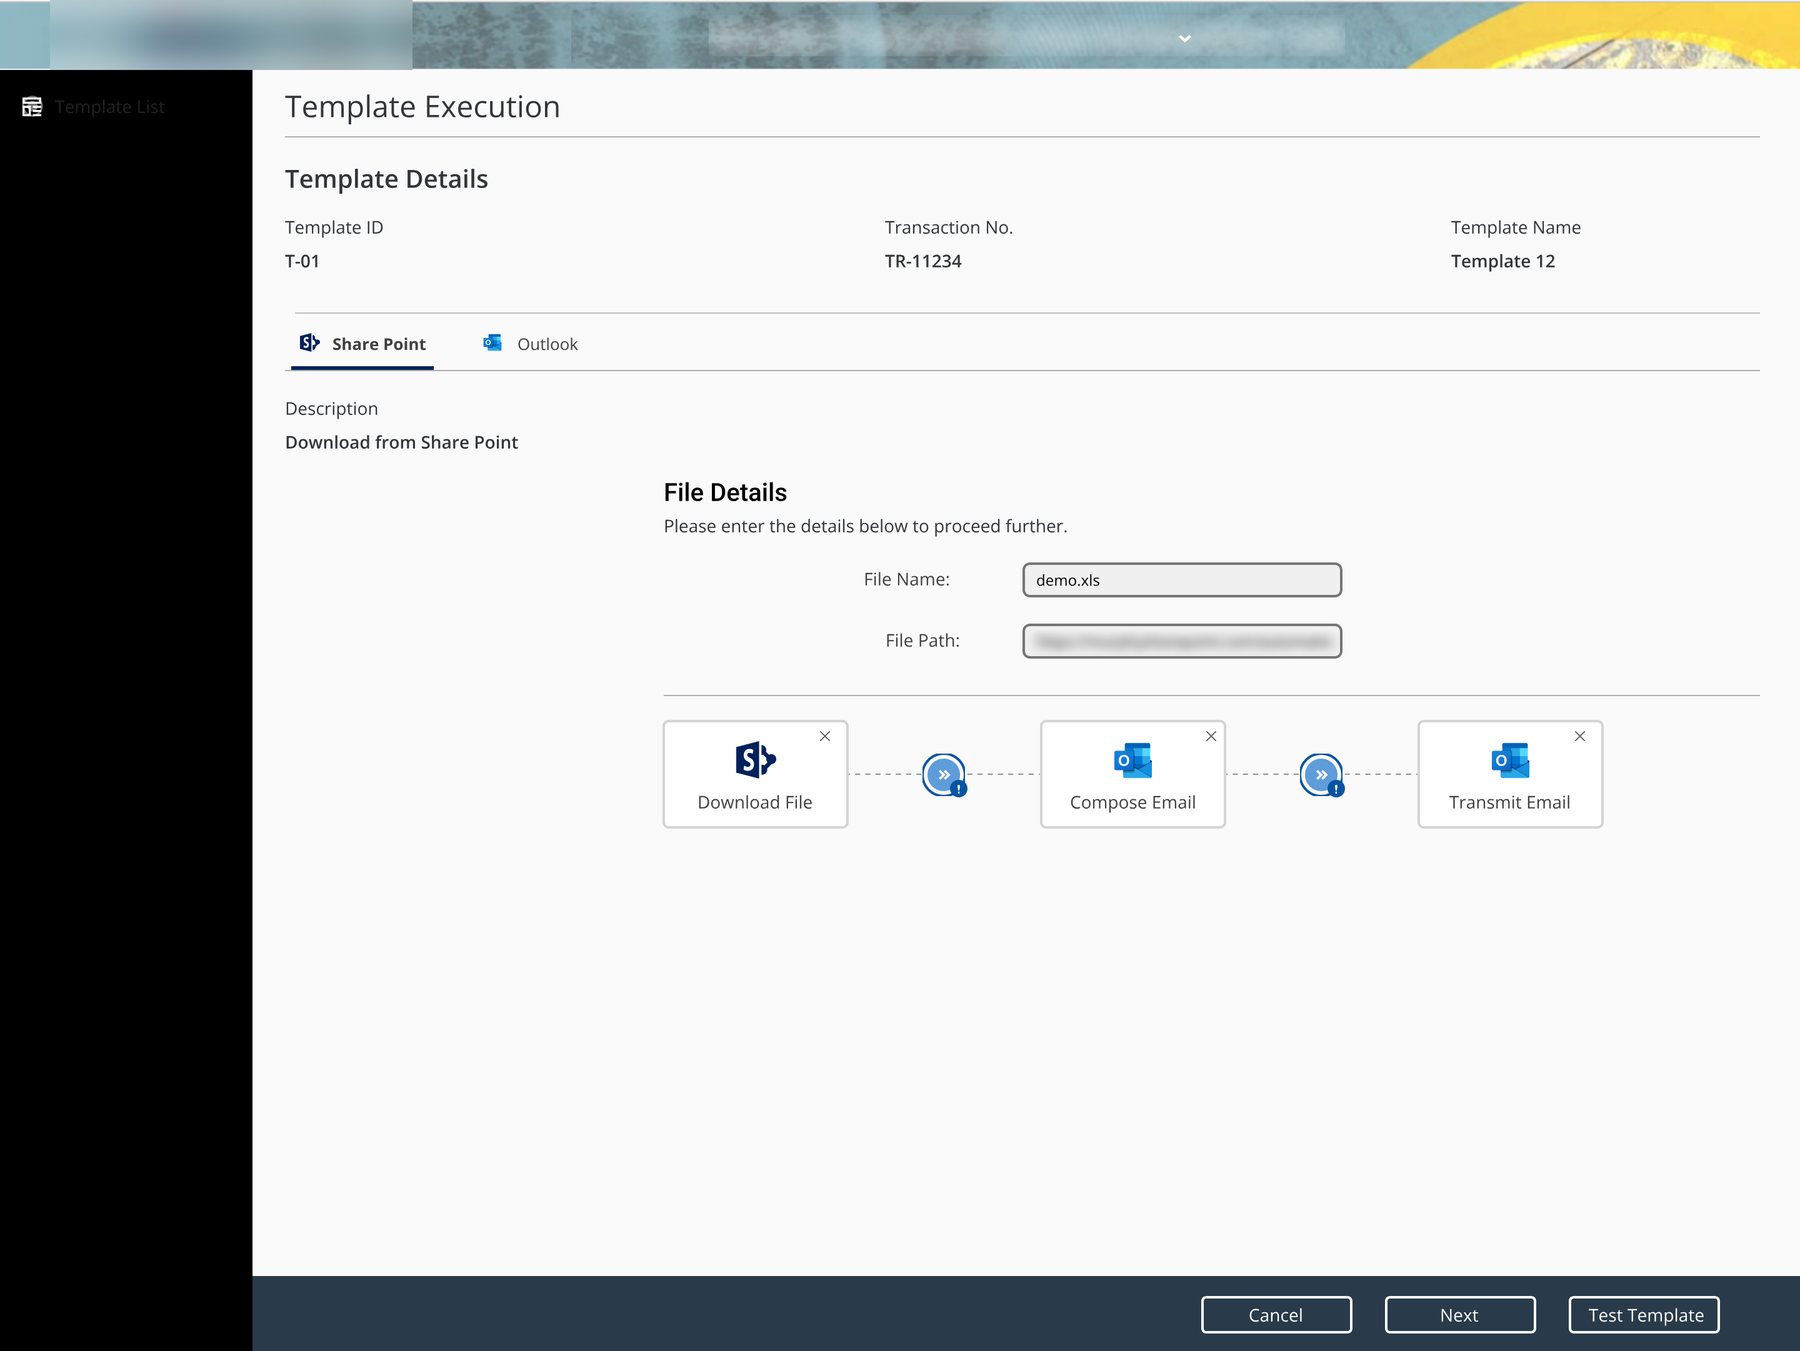 Template List
Template Execution
Template Details
Template ID
Transaction No.
Template Name
T-01
TR-11234
Template 12
Share Point
Outlook
Description
Download from Share Point
File Details
Please enter the details below to proceed further.
File Name:
demo.xls
File Path:
Download File
Compose Email
Transmit Email
Cancel
Next
Test Template